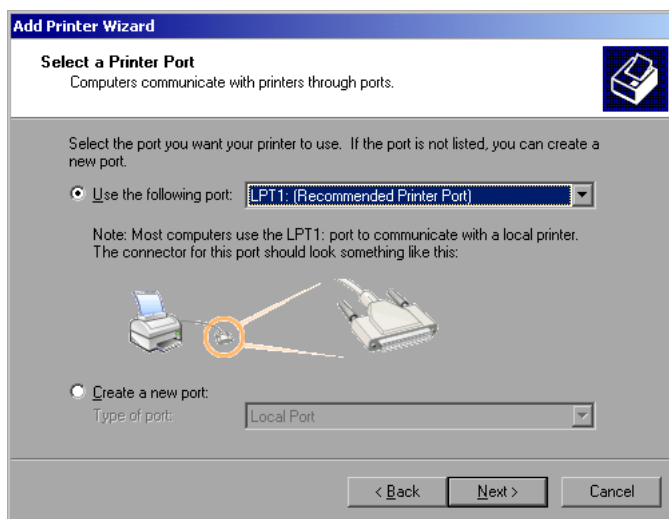 Add Printer Wizard
Select a Printer Port
Computers communicate with printers through ports.
Select the port you want your printer to use.  If the port is not listed, you can create a
new port.
Use the following port: LPT1: (Recommended Printer Port)
Note: Most computers use the LPT1: port to communicate with a local printer.
The connector for this port should look something like this:
Create a new port:
Type of port: Local Port
< Back Next > Cancel